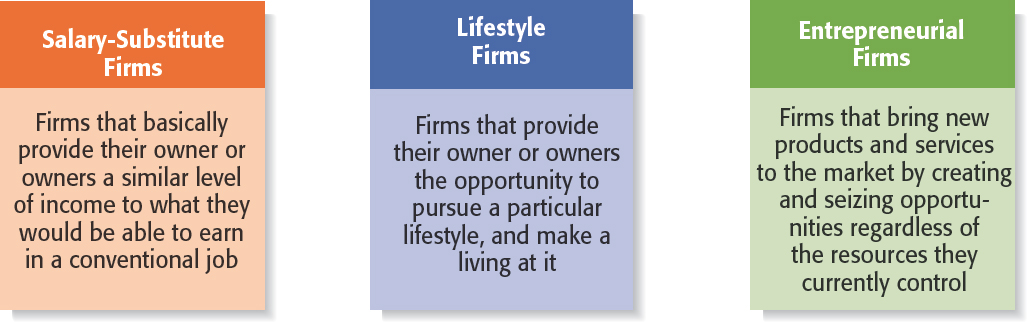 Salary-Substitute
Firms
Firms that basically
provide their owner or
owners a similar level
of income to what they
would be able to earn
in a conventional job
Lifestyle
Firms
Firms that provide
their owner or owners
the opportunity to
pursue a particular
lifestyle, and make a
living at it
Entrepreneurial
Firms
Firms that bring new
products and services
to the market by creating
and seizing opportu-
nities regardless of
the resources they
currently control